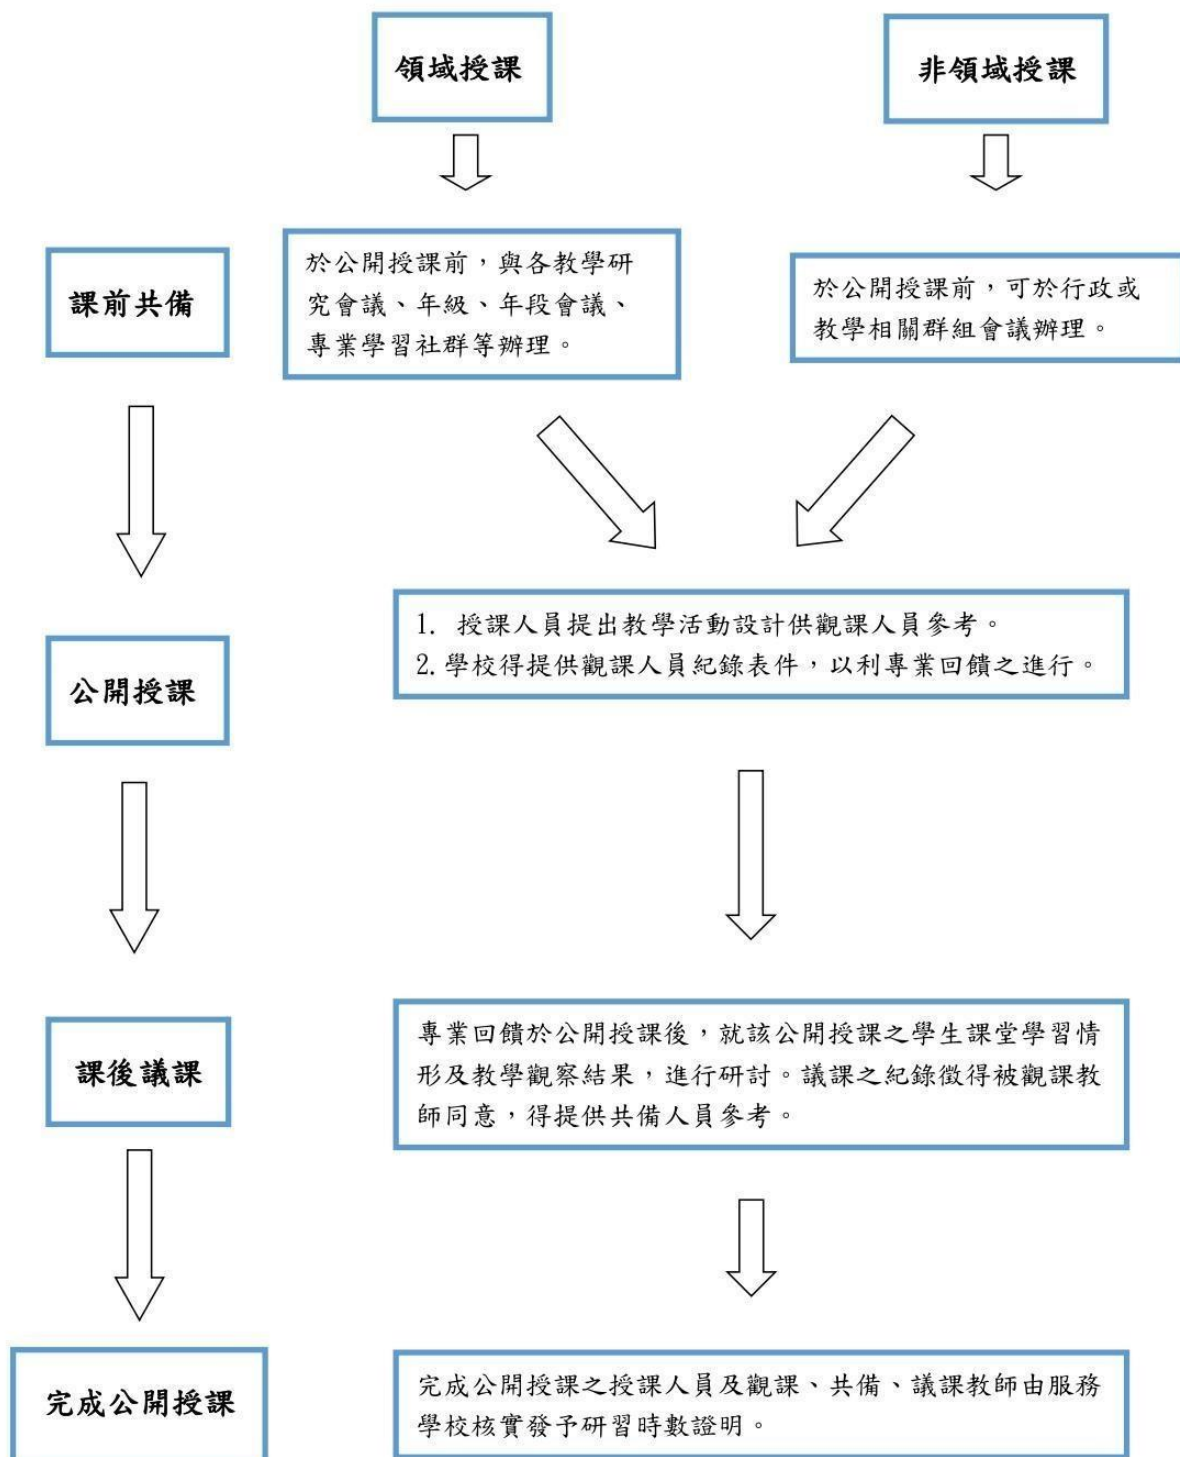 領域授課
非領域授課
課前共備
於公開授課前，與各教學研
究會議、年級、年段會議、
專業學習社群等辦理。
於公開授課前，可於行政或
教學相關群組會議辦理。
公開授課
1. 授課人員提出教學活動設計供觀課人員參考。
2.學校得提供觀課人員紀錄表件，以利專業回饋之進行。
課後議課
專業回饋於公開授課後，就該公開授課之學生課堂學習情
形及教學觀察結果，進行研討。議課之紀錄徵得被觀課教
師同意，得提供共備人員參考。
完成公開授課
完成公開授課之授課人員及觀課、共備、議課教師由服務
學校核實發予研習時數證明。